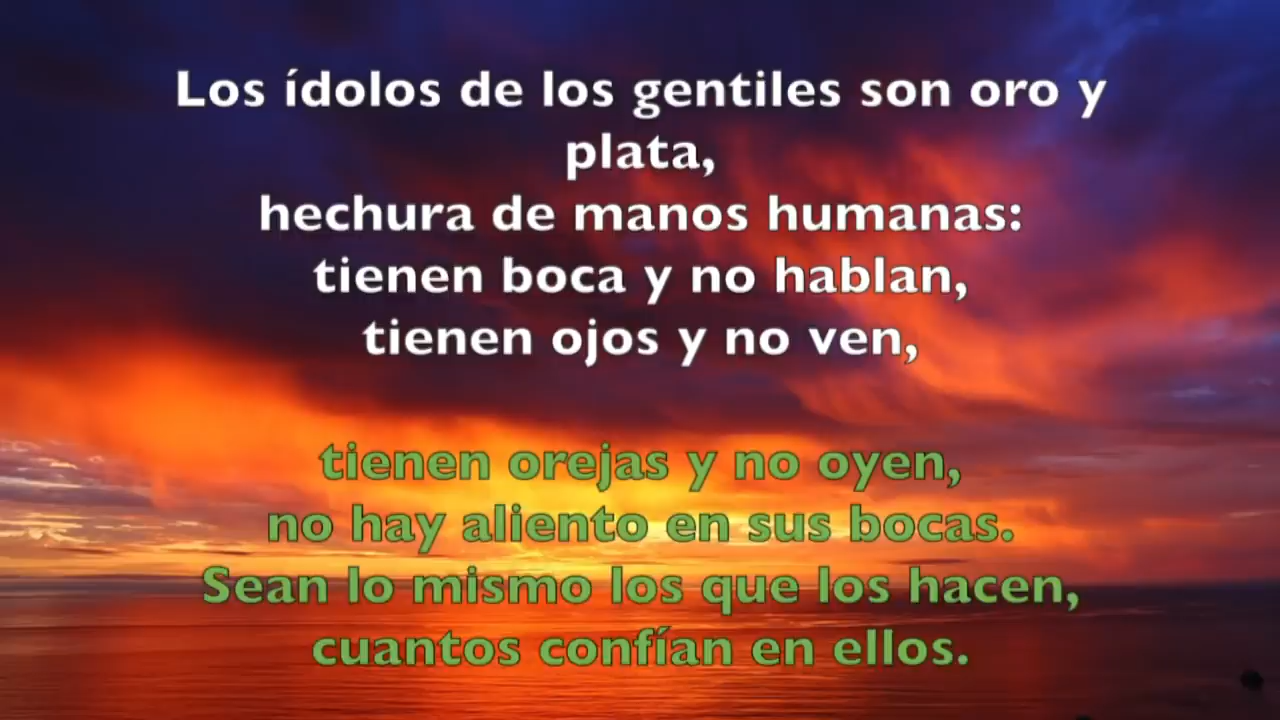 Los ídolos de los gentiles son oro y
plata,
hechura de manos humanas:
tienen boca y no hablan,
tienen ojos y no ven,
tienen orejas y no oyen,
no hay aliento en sus bocas.
Sean lo mismo los que los hacen,
cuantos confían en ellos.